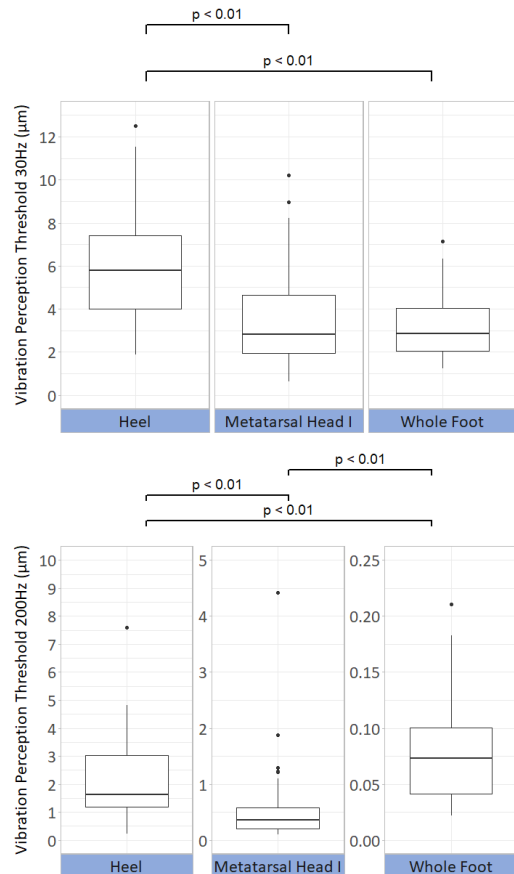 p < 0.01
p < 0.01
Vibration Perception Threshold 30Hz (µm)
12
10
8
6
4
2
0
Heel
Metatarsal Head I
Whole Foot
p < 0.01
p < 0.01
p < 0.01
Vibration Perception Threshold 200Hz (µm)
10
9
8
7
6
5
4
3
2
1
0
5
4
3
2
1
0
0.25
0.20
0.15
0.10
0.05
0.00
Heel
Metatarsal Head I
Whole Foot